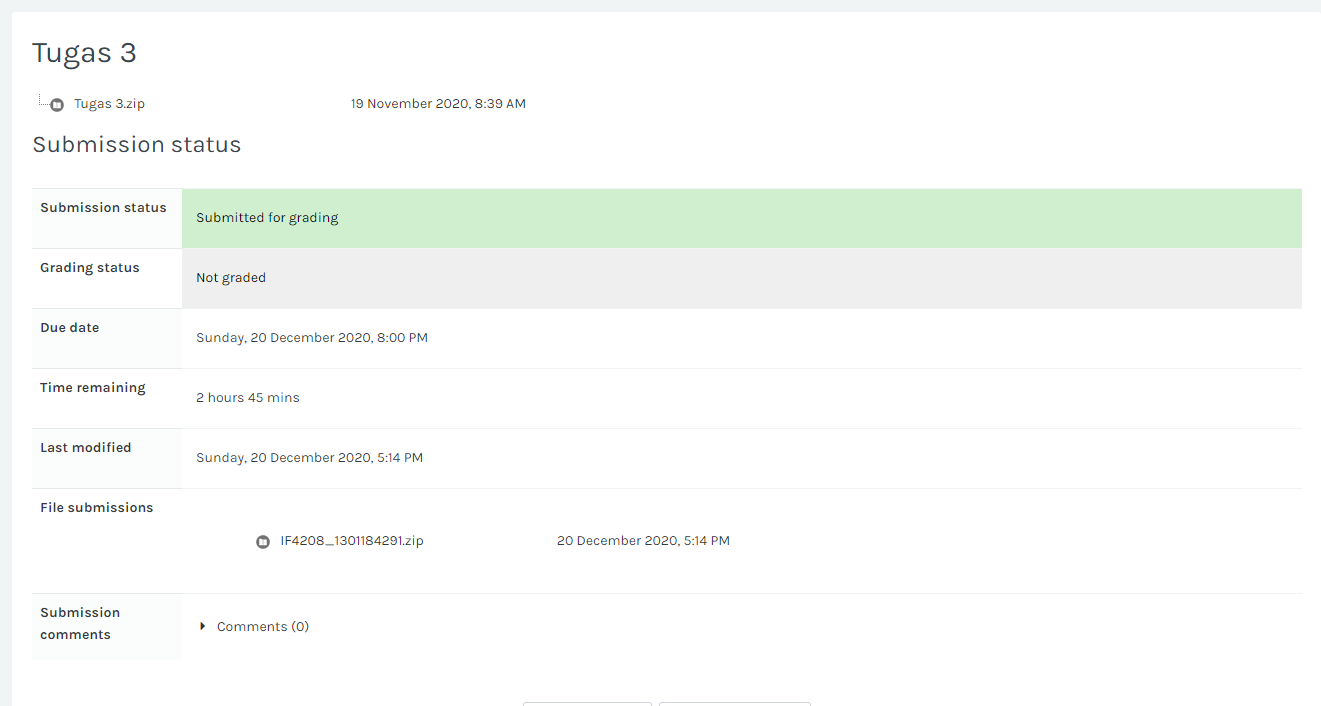 Tugas 3
Tugas 3.zip 19 November 2020, 8:39 AM
Submission status
Submission status Submitted for grading
Grading status Not graded
Due date Sunday, 20 December 2020, 8:00 PM
Time remaining 2 hours 45 mins
Last modified Sunday, 20 December 2020, 5:14 PM
File submissions
IF4208_1301184291.zip 20 December 2020, 5:14 PM
Submission
comments
Comments (0)